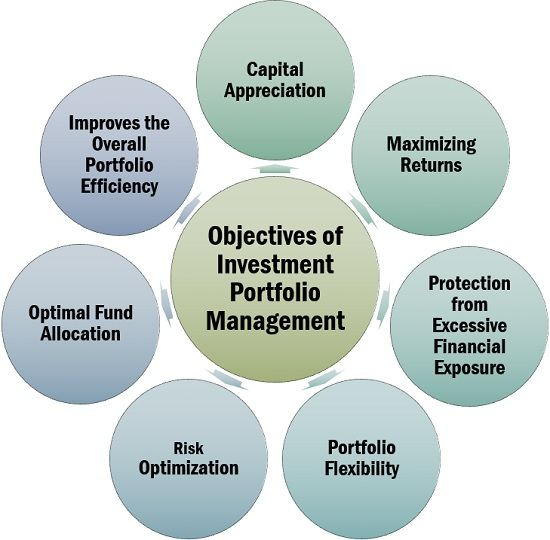 Capital
Appreciation
Maximizing
Returns
Protection
from
Excessive
Financial
Exposure
Portfolio
Flexibility
Risk
Optimization
Optimal Fund
Allocation
Improves the
Overall
Portfolio
Efficiency
Objectives of
Investment
Portfolio
Management